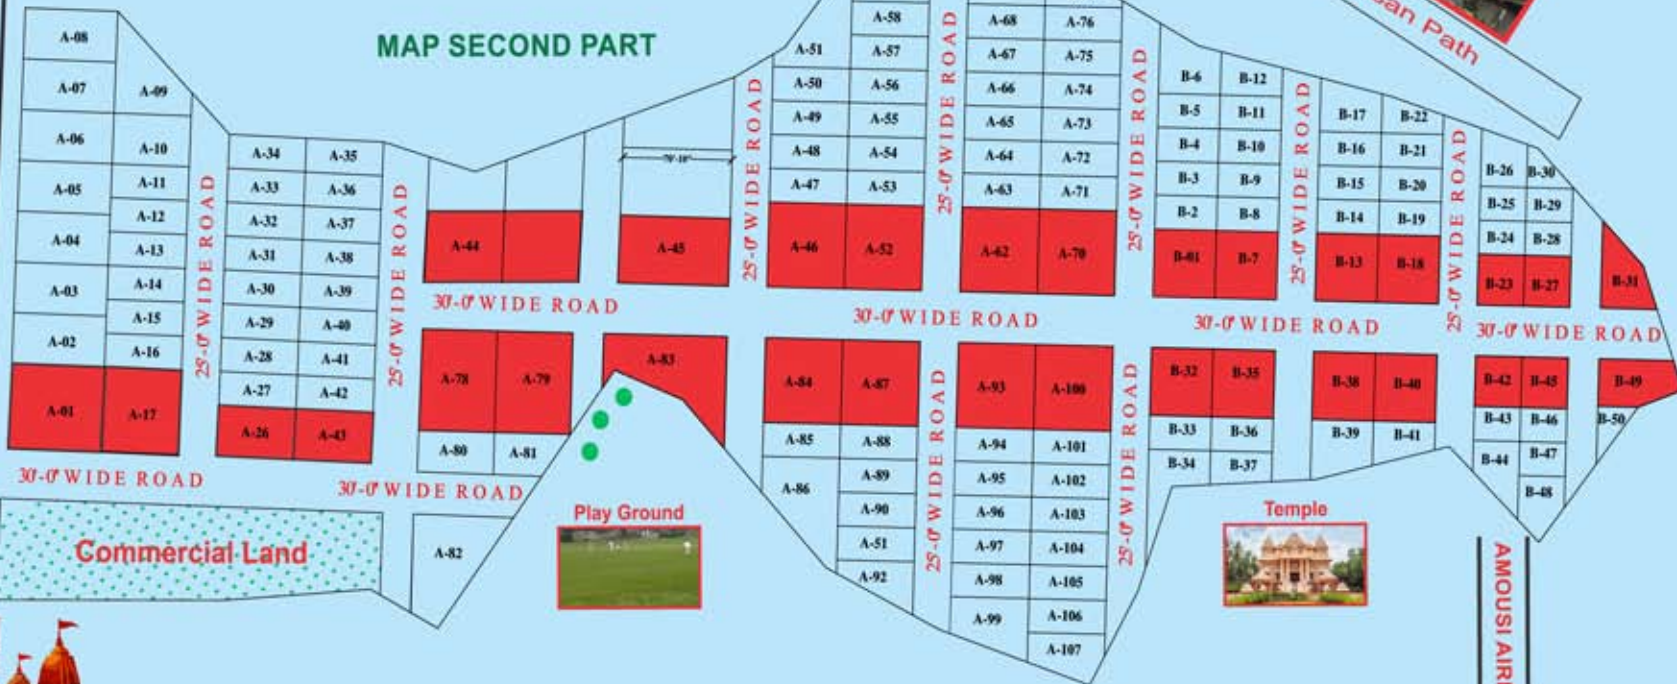 MAP SECOND PART
A-08
A-07
A-06
A-05
A-04
A-03
A-02
A-01
A-09
A-10
A-11
A-12
A-13
A-14
A-15
A-16
A-17
25'-0" WIDE ROAD
A-34
A-33
A-32
A-31
A-30
A-29
A-28
A-27
A-26
A-35
A-36
A-37
A-38
A-39
A-40
A-41
A-42
A-43
25'-0" WIDE ROAD
A-44
A-45
25'-0" WIDE ROAD
A-51
A-50
A-49
A-48
A-47
A-46
A-58
A-57
A-56
A-55
A-54
A-53
A-52
25'-0" WIDE ROAD
A-68
A-67
A-66
A-65
A-64
A-63
A-62
A-76
A-75
A-74
A-73
A-72
A-71
A-70
25'-0" WIDE ROAD
B-6
B-5
B-4
B-3
B-2
B-01
B-12
B-11
B-10
B-9
B-8
B-7
25'-0" WIDE ROAD
B-17
B-16
B-15
B-14
B-13
B-22
B-21
B-20
B-19
B-18
25'-0" WIDE ROAD
B-26
B-25
B-24
B-23
B-30
B-29
B-28
B-27
B-31
Path
30'-0" WIDE ROAD
30'-0" WIDE ROAD
30'-0" WIDE ROAD
30'-0" WIDE ROAD
A-78
A-79
A-80
A-81
A-82
A-83
A-84
A-85
A-86
A-87
A-88
A-89
A-90
A-51
A-92
25'-0" WIDE ROAD
A-93
A-94
A-95
A-96
A-97
A-98
A-99
A-100
A-101
A-102
A-103
A-104
A-105
A-106
A-107
25'-0" WIDE ROAD
B-32
B-33
B-34
B-35
B-36
B-37
B-38
B-39
B-40
B-41
B-42
B-43
B-44
B-45
B-46
B-47
B-48
B-49
B-50
30'-0" WIDE ROAD
30'-0" WIDE ROAD
Commercial Land
Play Ground
Temple
AMOUSI